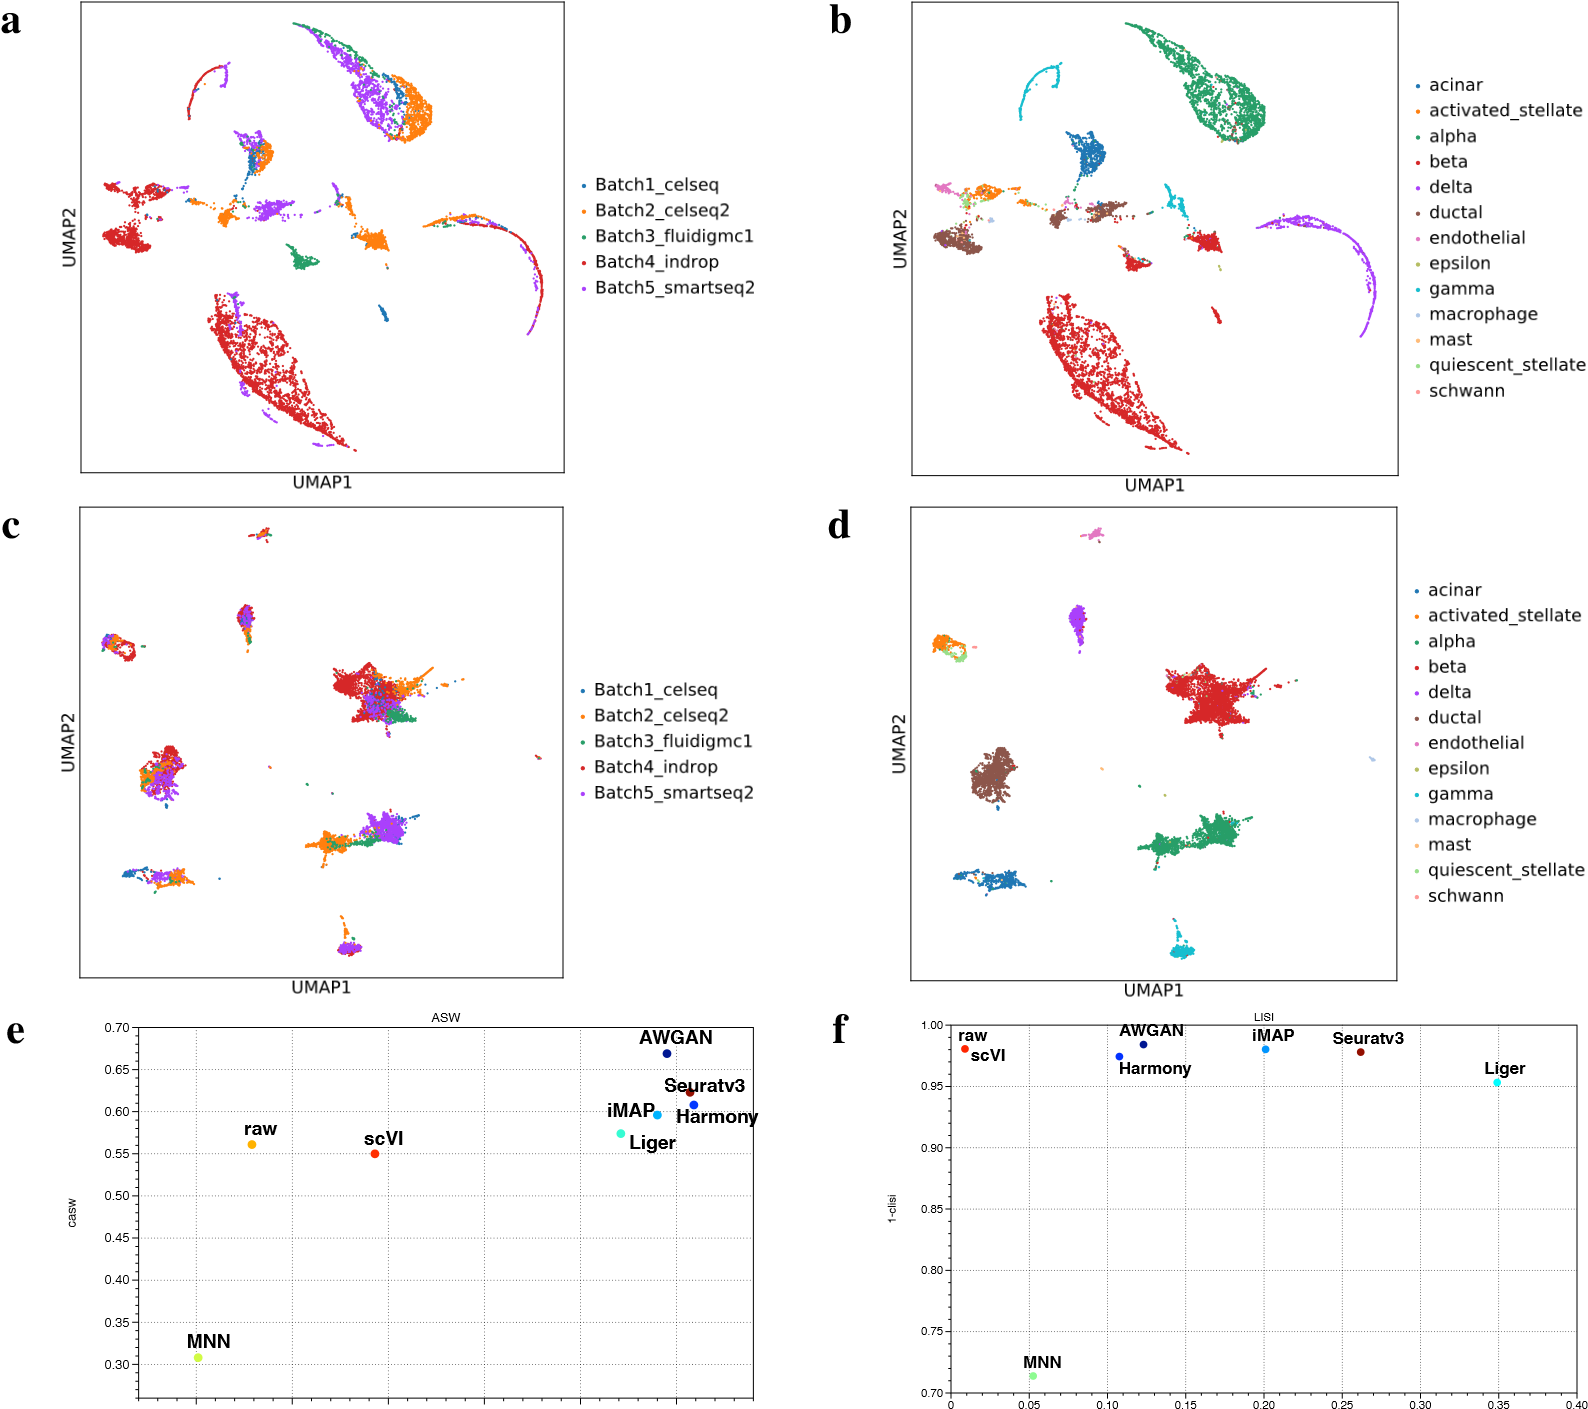 a
UMAP2
UMAP1
Batch1_celseq
Batch2_celseq2
Batch3_fluidigmc1
Batch4_indrop
Batch5_smartseq2
b
UMAP2
UMAP1
acinar
activated_stellate
alpha
beta
delta
ductal
endothelial
epsilon
gamma
macrophage
mast
quiescent_stellate
schwann
c
UMAP2
UMAP1
Batch1_celseq
Batch2_celseq2
Batch3_fluidigmc1
Batch4_indrop
Batch5_smartseq2
d
UMAP2
UMAP1
acinar
activated_stellate
alpha
beta
delta
ductal
endothelial
epsilon
gamma
macrophage
mast
quiescent_stellate
schwann
e
ASW
casw
0.70
0.65
0.60
0.55
0.50
0.45
0.40
0.35
0.30
AWGAN
Seuratv3
iMAP
Harmony
Liger
raw
scVI
MNN
f
LISI
1-clisi
1.00
0.95
0.90
0.85
0.80
0.75
0.70
raw
scVI
AWGAN
Harmony
iMAP
Seuratv3
Liger
MNN
0 0.05 0.10 0.15 0.20 0.25 0.30 0.35 0.40